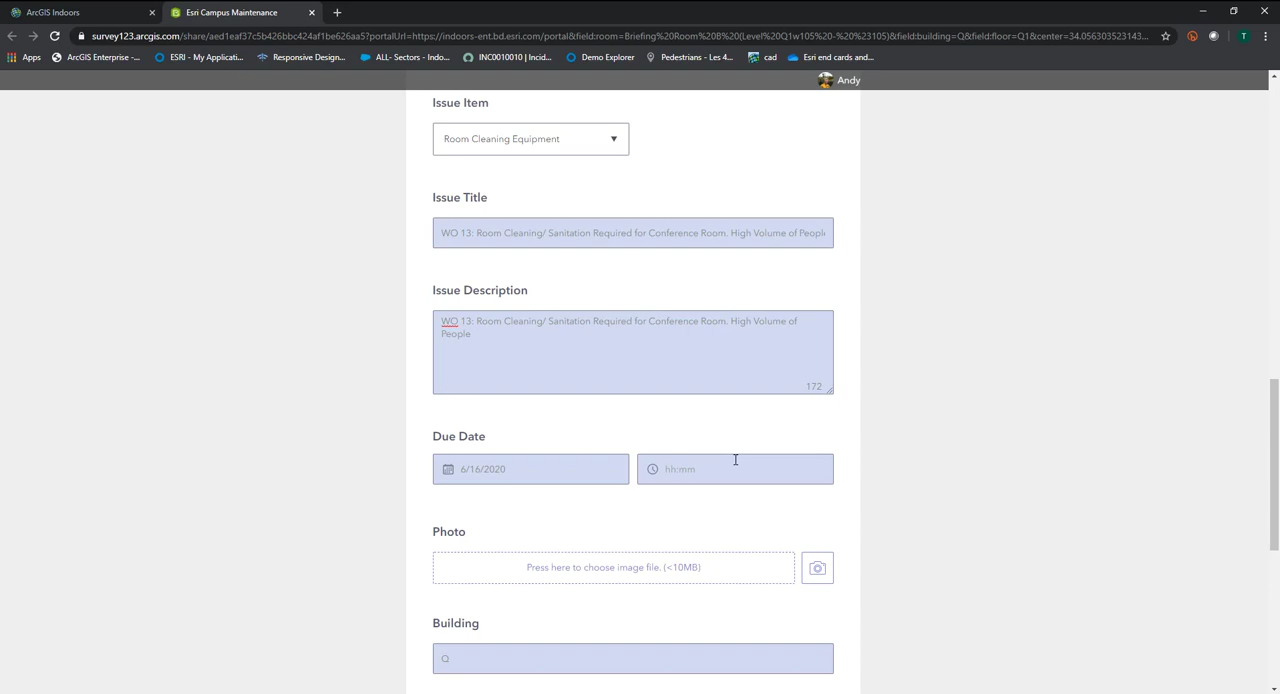 ArcGIS Indoors
Esri Campus Maintenance
survey123.arcgis.com/share/aed1eaf37c5b426bbc424af1be626aa5?portalUrl=https://indoors-ent.bd.esri.com/portal&field:room=Briefing%20Room%20B%20(Level%20Q1w105%20-%20%23105)&field:building=Q&field:floor=Q1&center=34.056303523143...
T
Apps
ArcGIS Enterprise -...
ESRI - My Applicati...
Responsive Design...
ALL- Sectors - Indo...
INC0010010 | Incid...
Demo Explorer
Pedestrians - Les 4...
cad
Esri end cards and...
Andy
Issue Item
Room Cleaning Equipment
Issue Title
WO 13: Room Cleaning/ Sanitation Required for Conference Room. High Volume of People
Issue Description
WO 13: Room Cleaning/ Sanitation Required for Conference Room. High Volume of
People
172
Due Date
6/16/2020
hh:mm
Photo
Press here to choose image file. (<10MB)
Building
Q